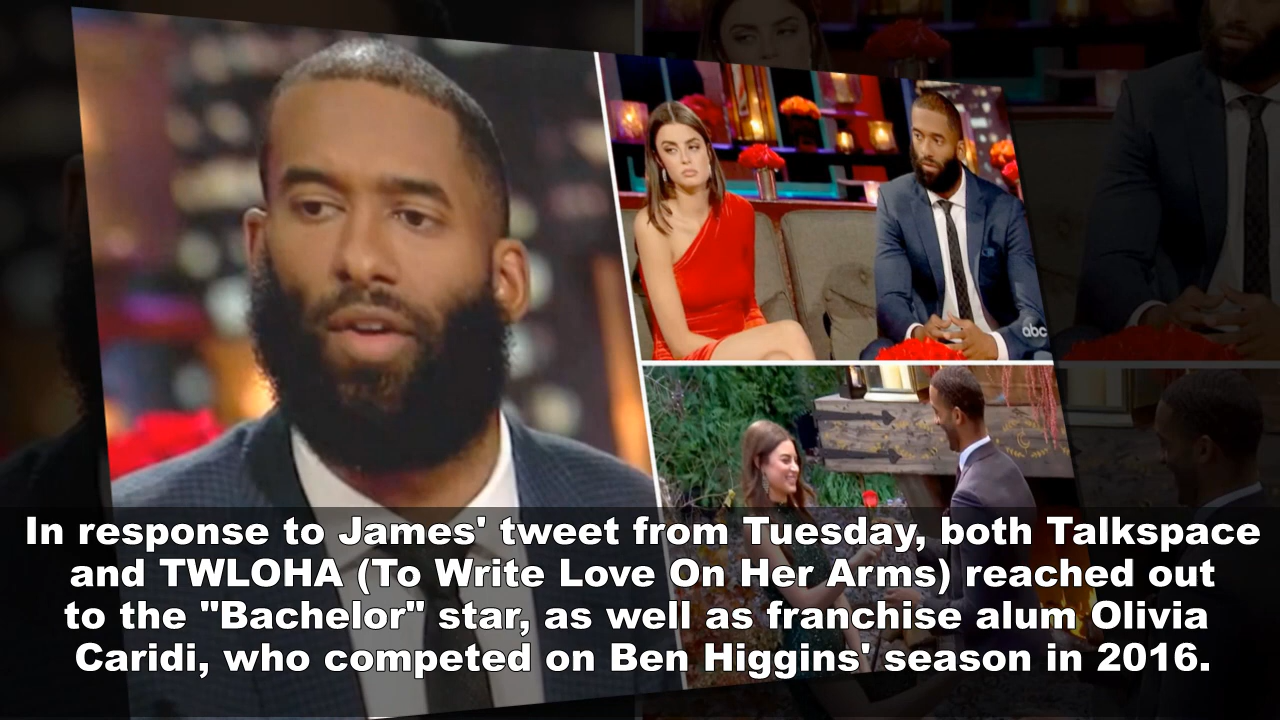 abc
In response to James' tweet from Tuesday, both Talkspace
and TWLOHA (To Write Love On Her Arms) reached out
to the "Bachelor" star, as well as franchise alum Olivia
Caridi, who competed on Ben Higgins' season in 2016.